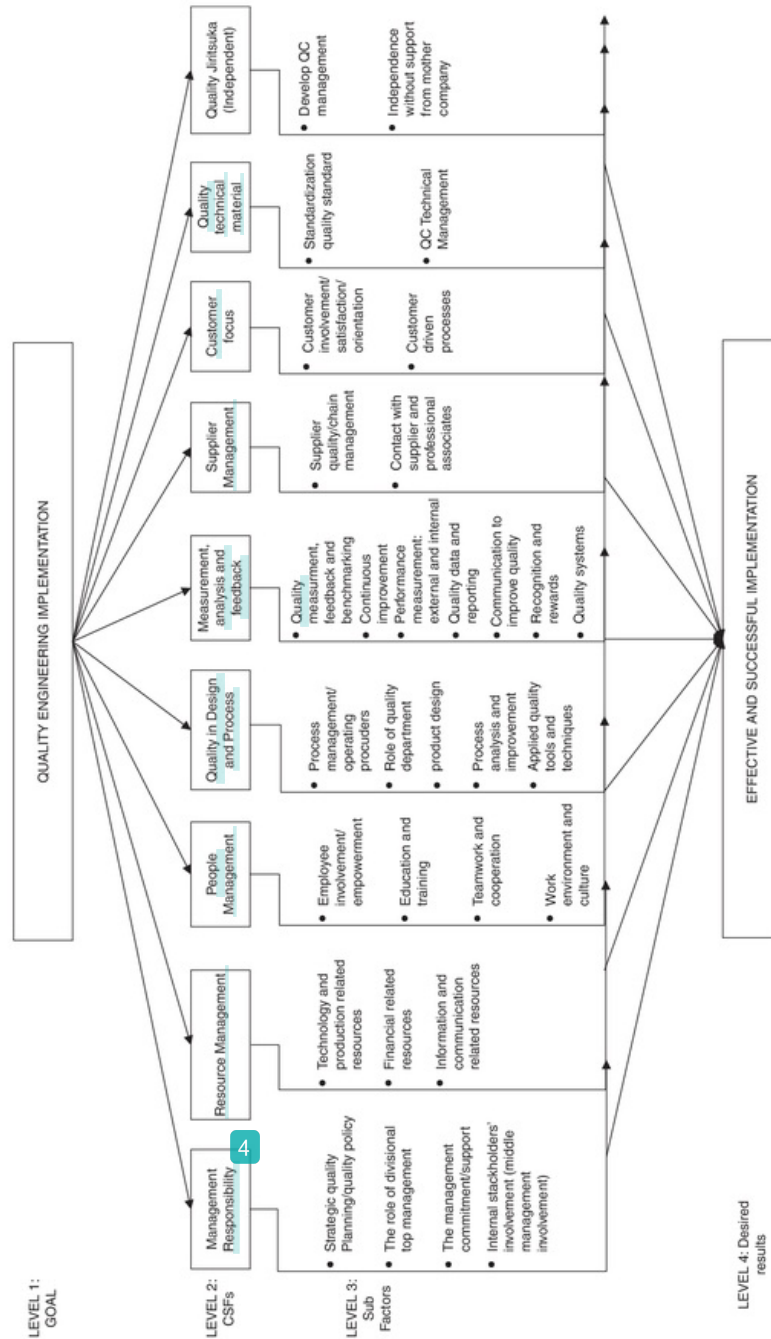 LEVEL 1:
GOAL
QUALITY ENGINEERING IMPLEMENTATION
LEVEL 2:
CSFs
Management
Responsibility
4
Resource Management
People
Management
Quality in Design
and Process
Measurement,
analysis and
feedback
Supplier
Management
Customer
focus
Quality
technical
material
Quality Jiritsuka
(Independent)
LEVEL 3:
Sub
Factors
• Strategic quality
Planning/quality policy
• The role of divisional
top management
• The management
commitment/support
• Internal stackholders'
involvement (middle
management
involvement)
• Technology and
production related
resources
• Financial related
resources
• Information and
communication
related resources
• Employee
involvement/
empowerment
• Education and
training
• Teamwork and
cooperation
• Work
environment and
culture
• Process
management/
operating
procuders
• Role of quality
department
• product design
• Process
analysis and
improvement
• Applied quality
tools and
techniques
• Quality
measurment,
feedback and
benchmarking
• Continuous
improvement
• Performance
measurement:
external and internal
• Quality data and
reporting
• Communication to
improve quality
• Recognition and
rewards
• Quality systems
• Supplier
quality/chain
management
• Contact with
supplier and
professional
associates
• Customer
involvement/
satisfaction/
orientation
• Customer
driven
processes
• Standardization
quality standard
• QC Technical
Management
• Develop QC
management
• Independence
without support
from mother
company
LEVEL 4: Desired
results
EFFECTIVE AND SUCCESSFUL IMPLEMENTATION